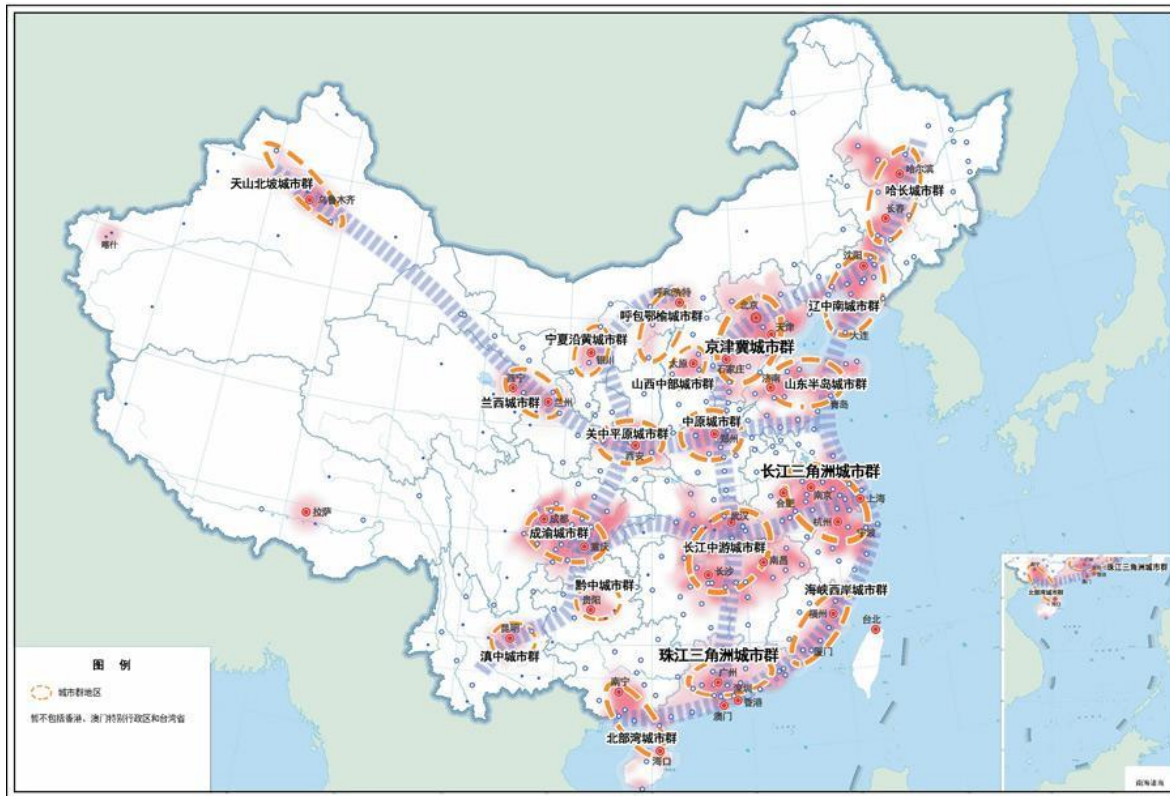 哈尔滨
天山北坡城市群
哈长城市群
乌鲁木齐
长春
喀什
沈阳
呼和浩特
辽中南城市群
北京
呼包鄂榆城市群
天津
大连
宁夏沿黄城市群
京津冀城市群
银川
太原
石家庄
西宁
山西中部城市群
济南
山东半岛城市群
兰西城市群
兰州
青岛
中原城市群
关中平原城市群
郑州
西安
长江三角洲城市群
南京
上海
合肥
拉萨
成都
武汉
杭州
成渝城市群
宁波
重庆
长江中游城市群
南昌
长沙
黔中城市群
海峡西岸城市群
贵阳
福州
台北
昆明
厦门
滇中城市群
珠江三角洲城市群
广州
南宁
深圳
香港
澳门
北部湾城市群
海口
图 例
城市群地区
暂不包括香港、澳门特别行政区和台湾省
珠江三角洲城市群
北部湾城市群
南海诸岛